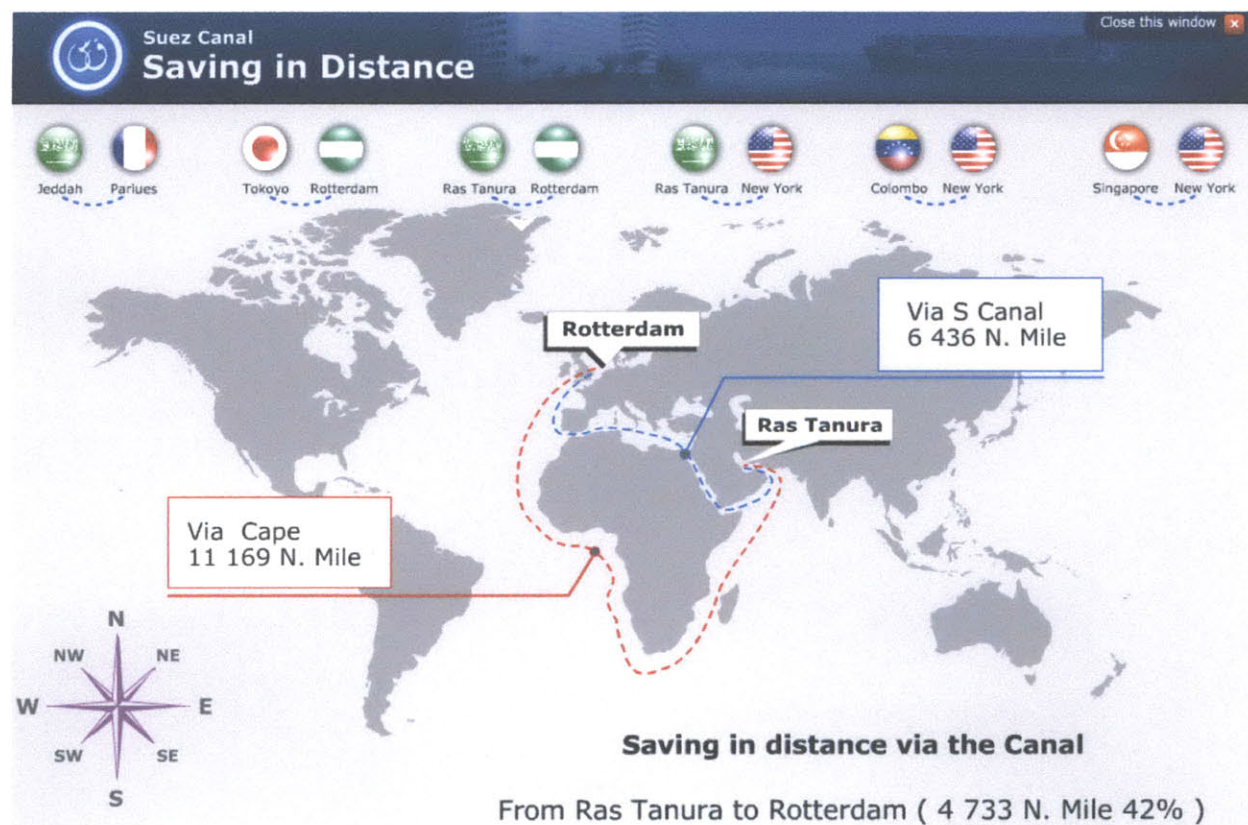 Close this window
Suez Canal
Saving in Distance
Jeddah Parlues
Tokoyo Rotterdam
Ras Tanura Rotterdam
Ras Tanura New York
Colombo New York
Singapore New York
Rotterdam
Via S Canal
6 436 N. Mile
Ras Tanura
Via Cape
11 169 N. Mile
N
NW NE
W E
SW SE
S
Saving in distance via the Canal
From Ras Tanura to Rotterdam ( 4 733 N. Mile 42% )